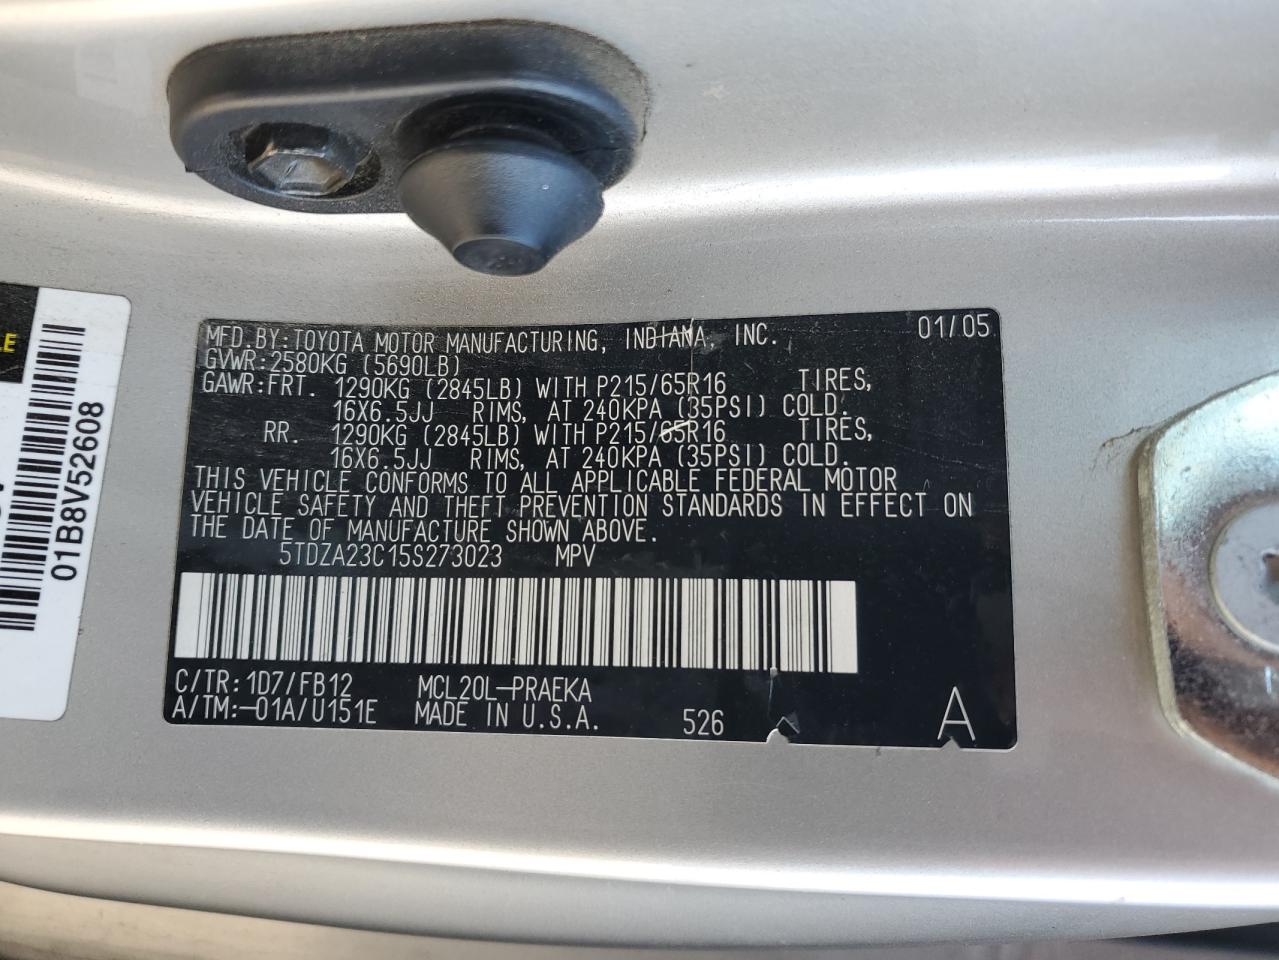 MFD.BY:TOYOTA MOTOR MANUFACTURING, INDIANA, INC. 01/05
GVWR:2580KG (5690LB)
GAWR:FRT. 1290KG (2845LB) WITH P215/65R16 TIRES,
16X6.5JJ RIMS, AT 240KPA (35PSI) COLD.
RR. 1290KG (2845LB) WITH P215/65R16 TIRES,
16X6.5JJ RIMS, AT 240KPA (35PSI) COLD.
THIS VEHICLE CONFORMS TO ALL APPLICABLE FEDERAL MOTOR
VEHICLE SAFETY AND THEFT PREVENTION STANDARDS IN EFFECT ON
THE DATE OF MANUFACTURE SHOWN ABOVE.
5TDZA23C15S273023 MPV
C/TR:1D7/FB12 MCL20L-PRAEKA
A/TM:-01A/U151E MADE IN U.S.A. 526 A
01B8V52608